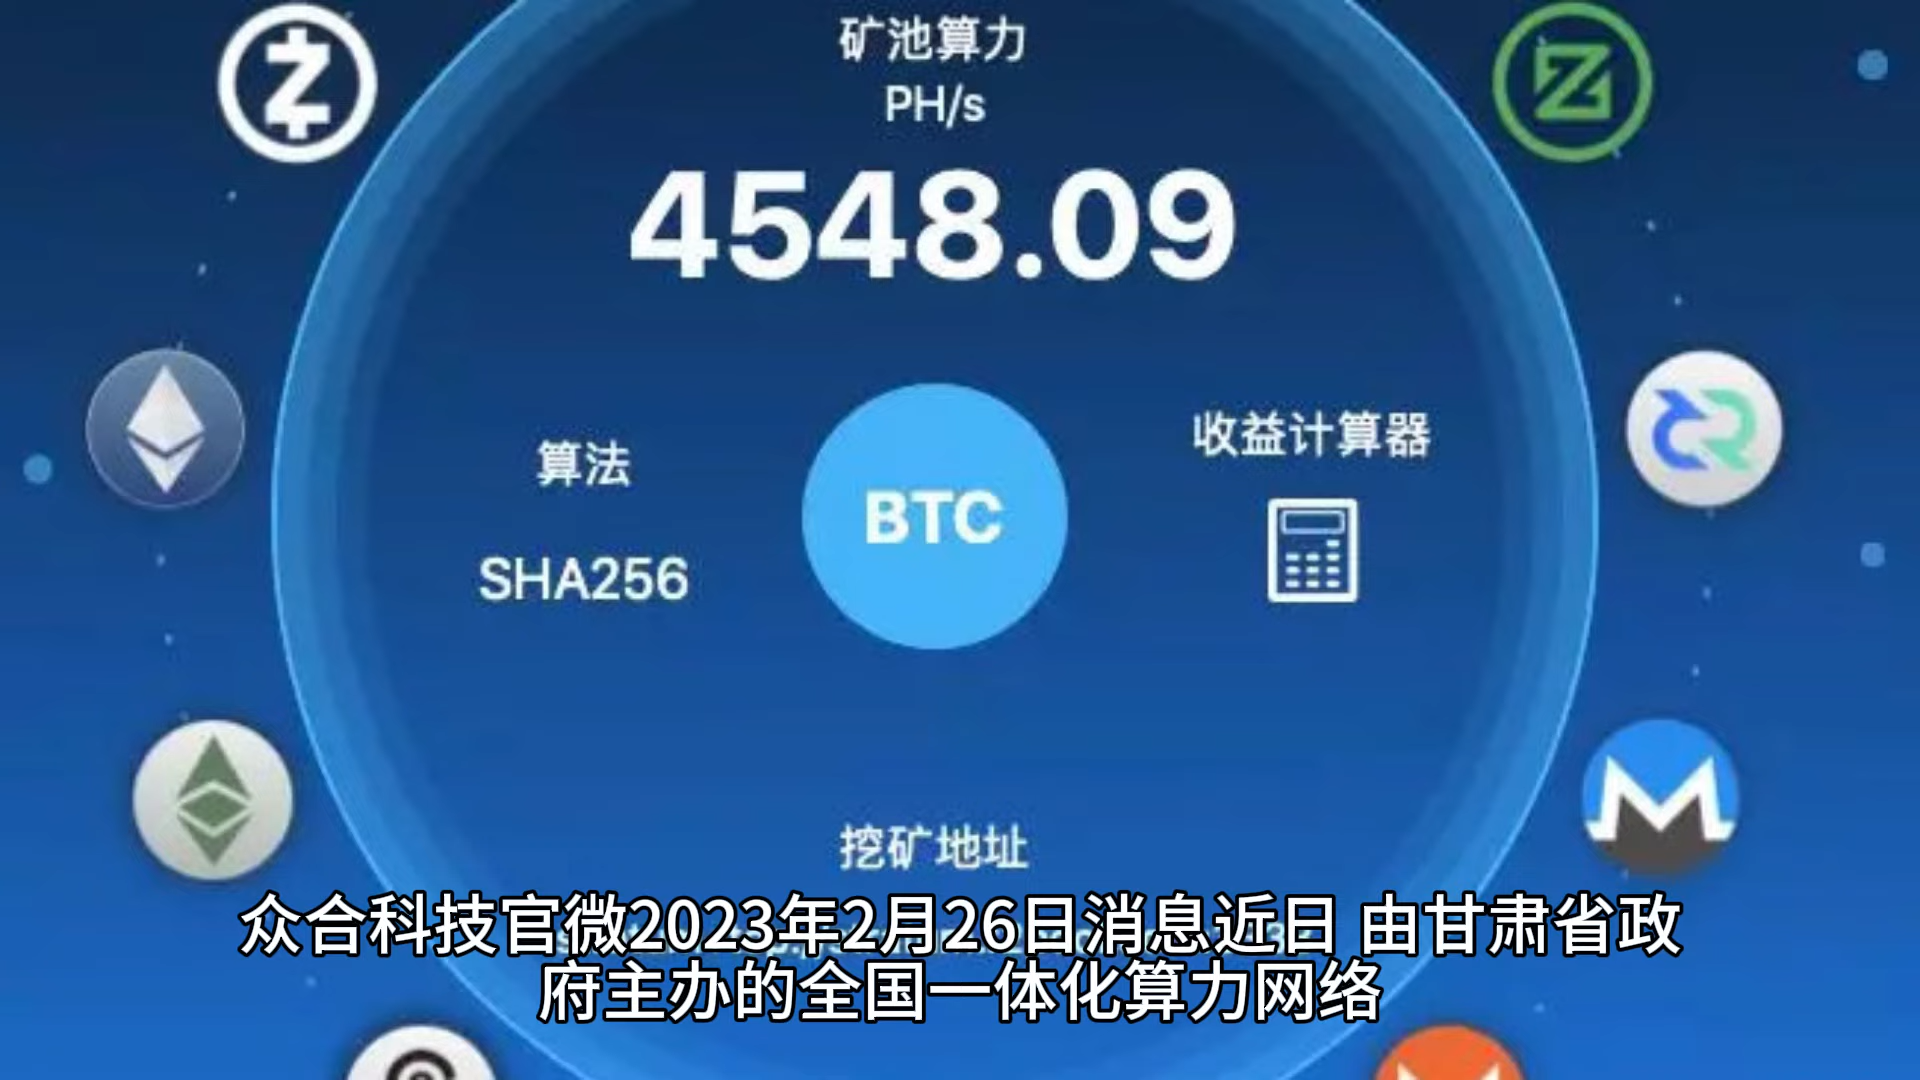 矿池算力
PH/s
4548.09
收益计算器
算法
BTC
SHA256
挖矿地址
众合科技官微2023年2月26日消息近日 由甘肃省政
府主办的全国一体化算力网络